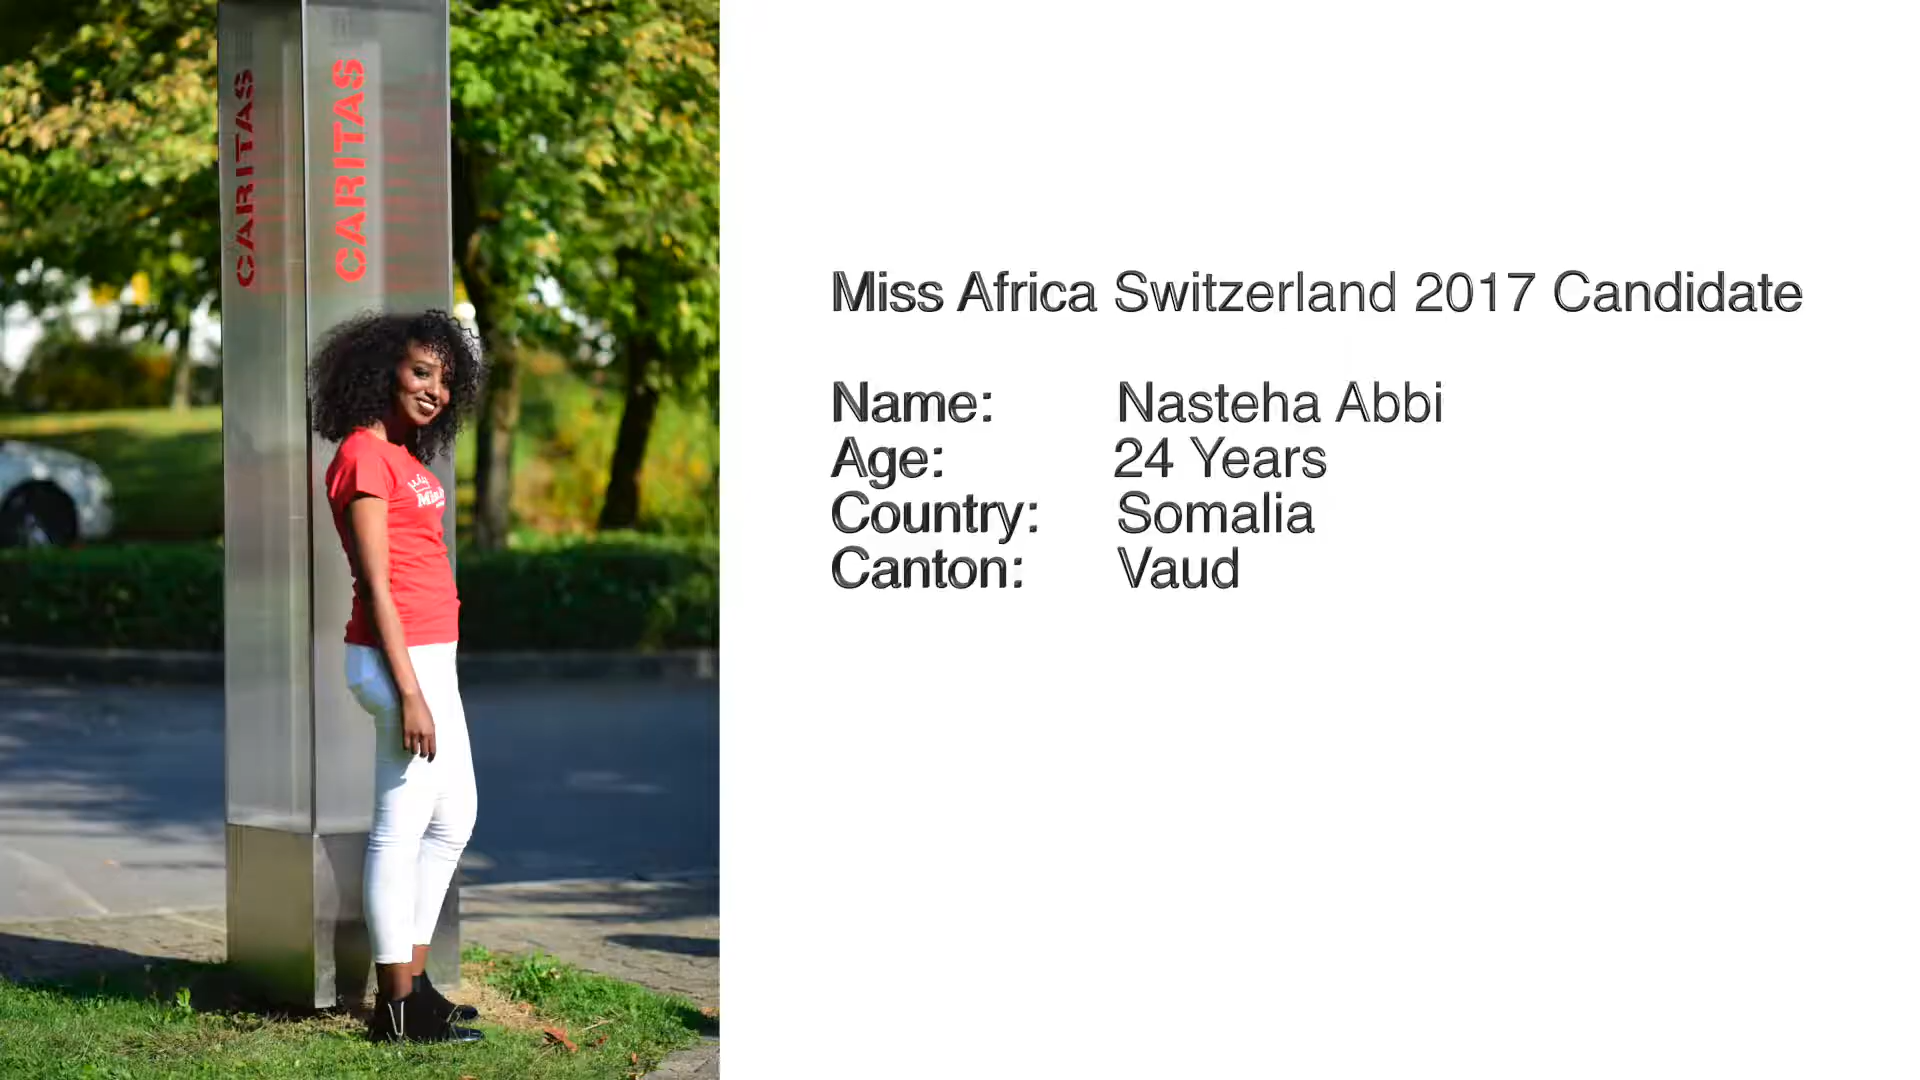 CARITAS
CARITAS
Miss Africa Switzerland 2017 Candidate
Name: Nasteha Abbi
Age: 24 Years
Country: Somalia
Canton: Vaud